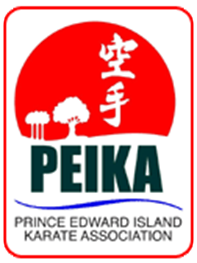 空手
PEIKA
PRINCE EDWARD ISLAND
KARATE ASSOCIATION